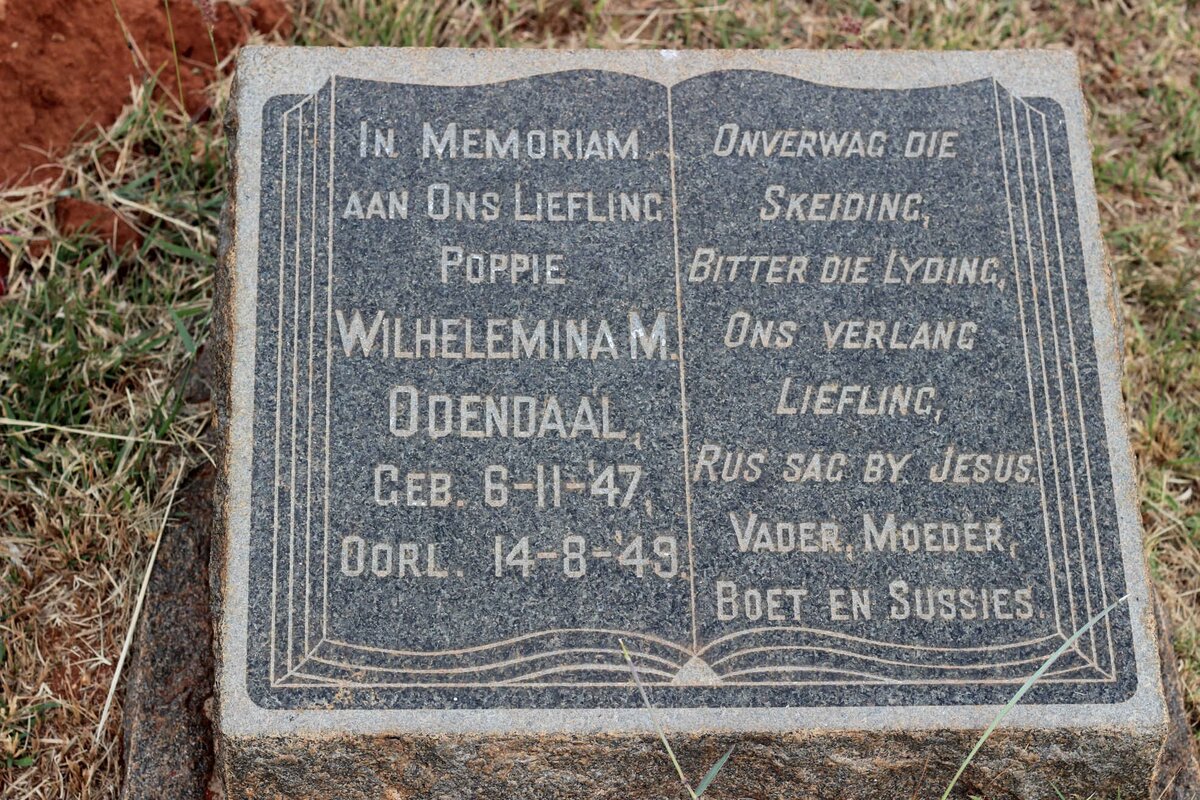 IN MEMORIAM
AAN ONS LIEFLING
POPPIE
WILHELEMINA M.
ODENDAAL,
GEB. 6-11-'47,
OORL. 14-8-'49.
ONVERWAG DIE
SKEIDING,
BITTER DIE LYDING,
ONS VERLANG
LIEFLING,
RUS SAG BY JESUS.
VADER, MOEDER,
BOET EN SUSSIES.